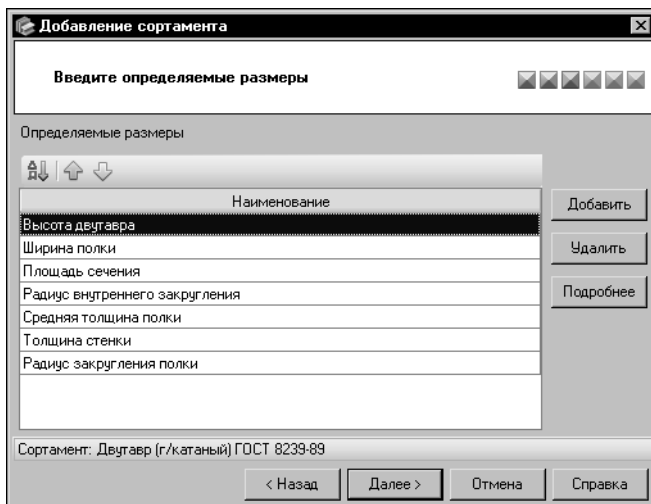 Добавление сортамента
Введите определяемые размеры
Определяемые размеры
Наименование
Высота двутавра
Ширина полки
Площадь сечения
Радиус внутреннего закругления
Средняя толщина полки
Толщина стенки
Радиус закругления полки
Добавить
Удалить
Подробнее
Сортамент: Двутавр (г/катаный) ГОСТ 8239-89
< Назад
Далее >
Отмена
Справка